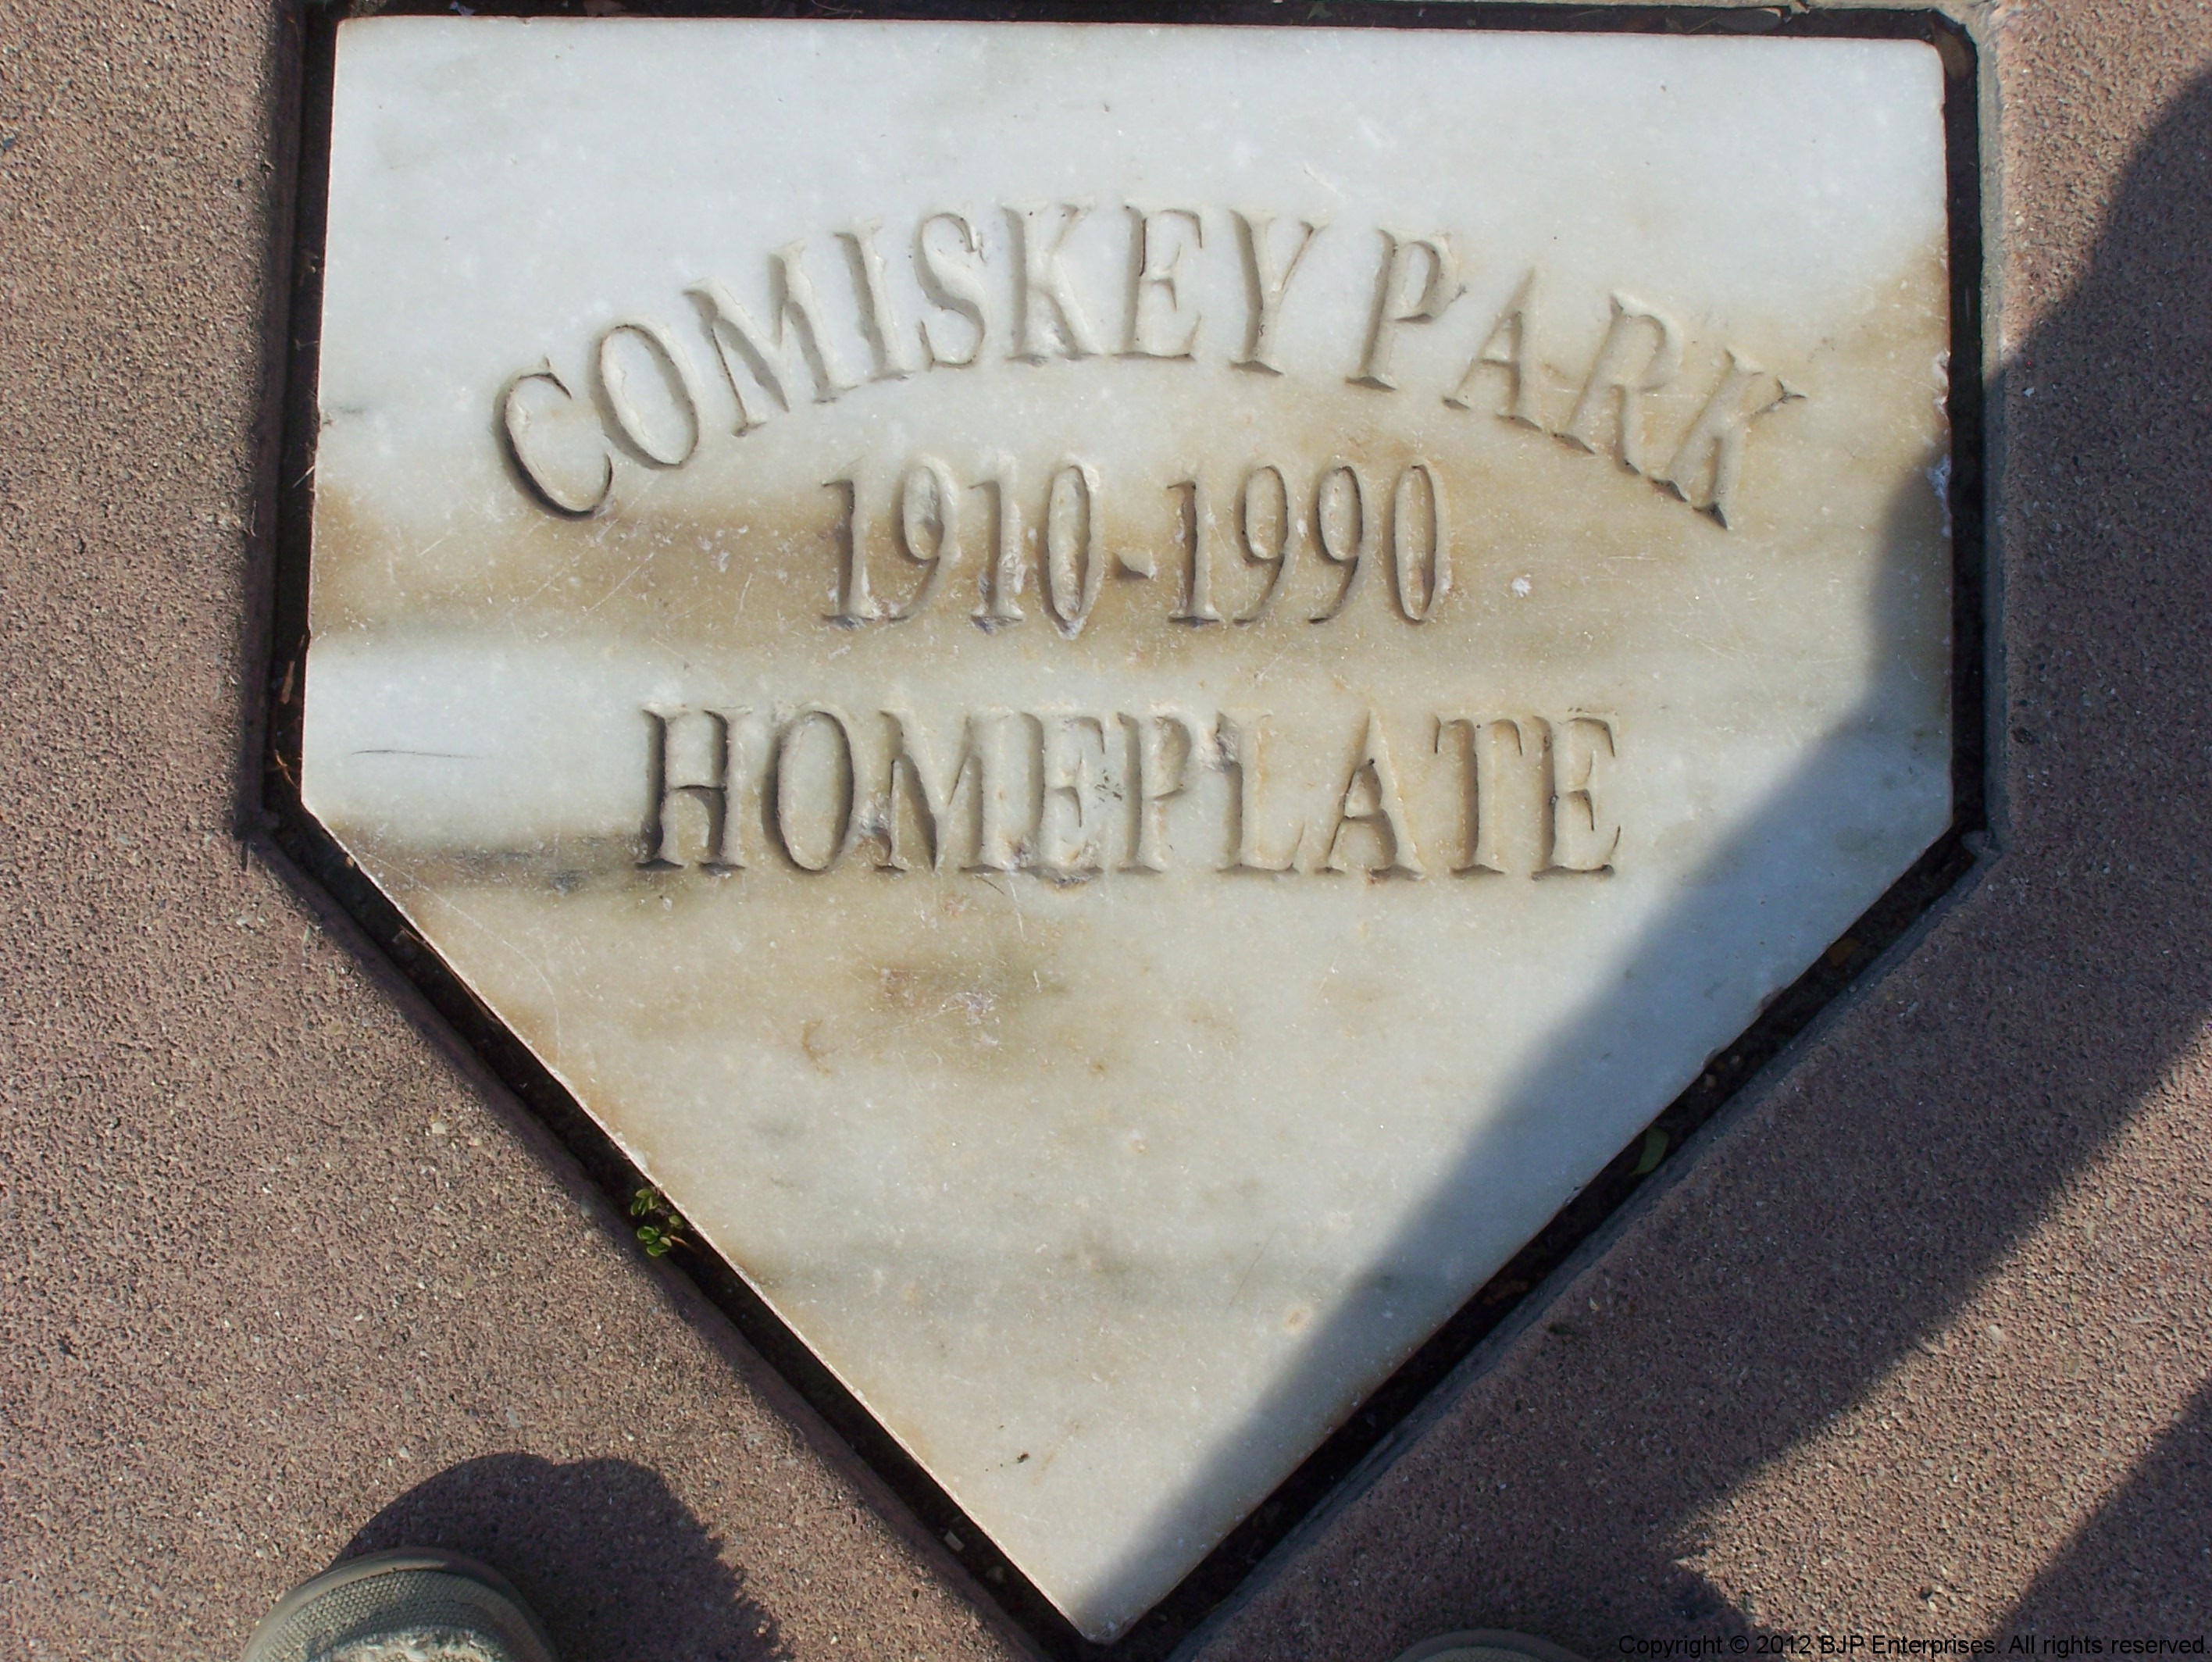 COMISKEY PARK
1910-1990
HOMEPLATE
Copyright © 2012 BJP Enterprises. All rights reserved.